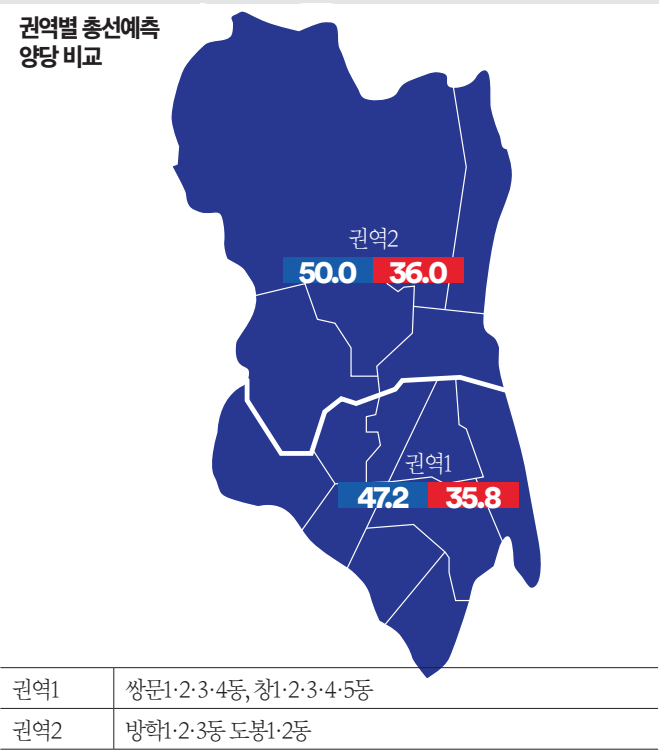 권역별 총선예측
양당 비교
권역2
50.0 36.0
권역1
47.2 35.8
권역1 쌍문1·2·3·4동, 창1·2·3·4·5동
권역2 방학1·2·3동 도봉1·2동